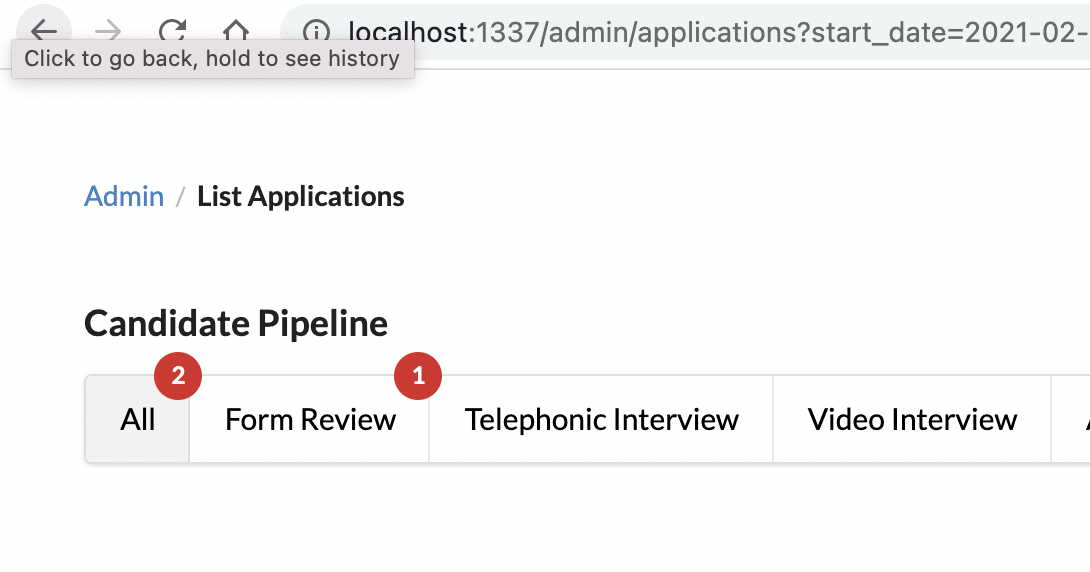 localhost:1337/admin/applications?start_date=2021-02-
Click to go back, hold to see history
Admin / List Applications
Candidate Pipeline
2 1
All Form Review Telephonic Interview Video Interview